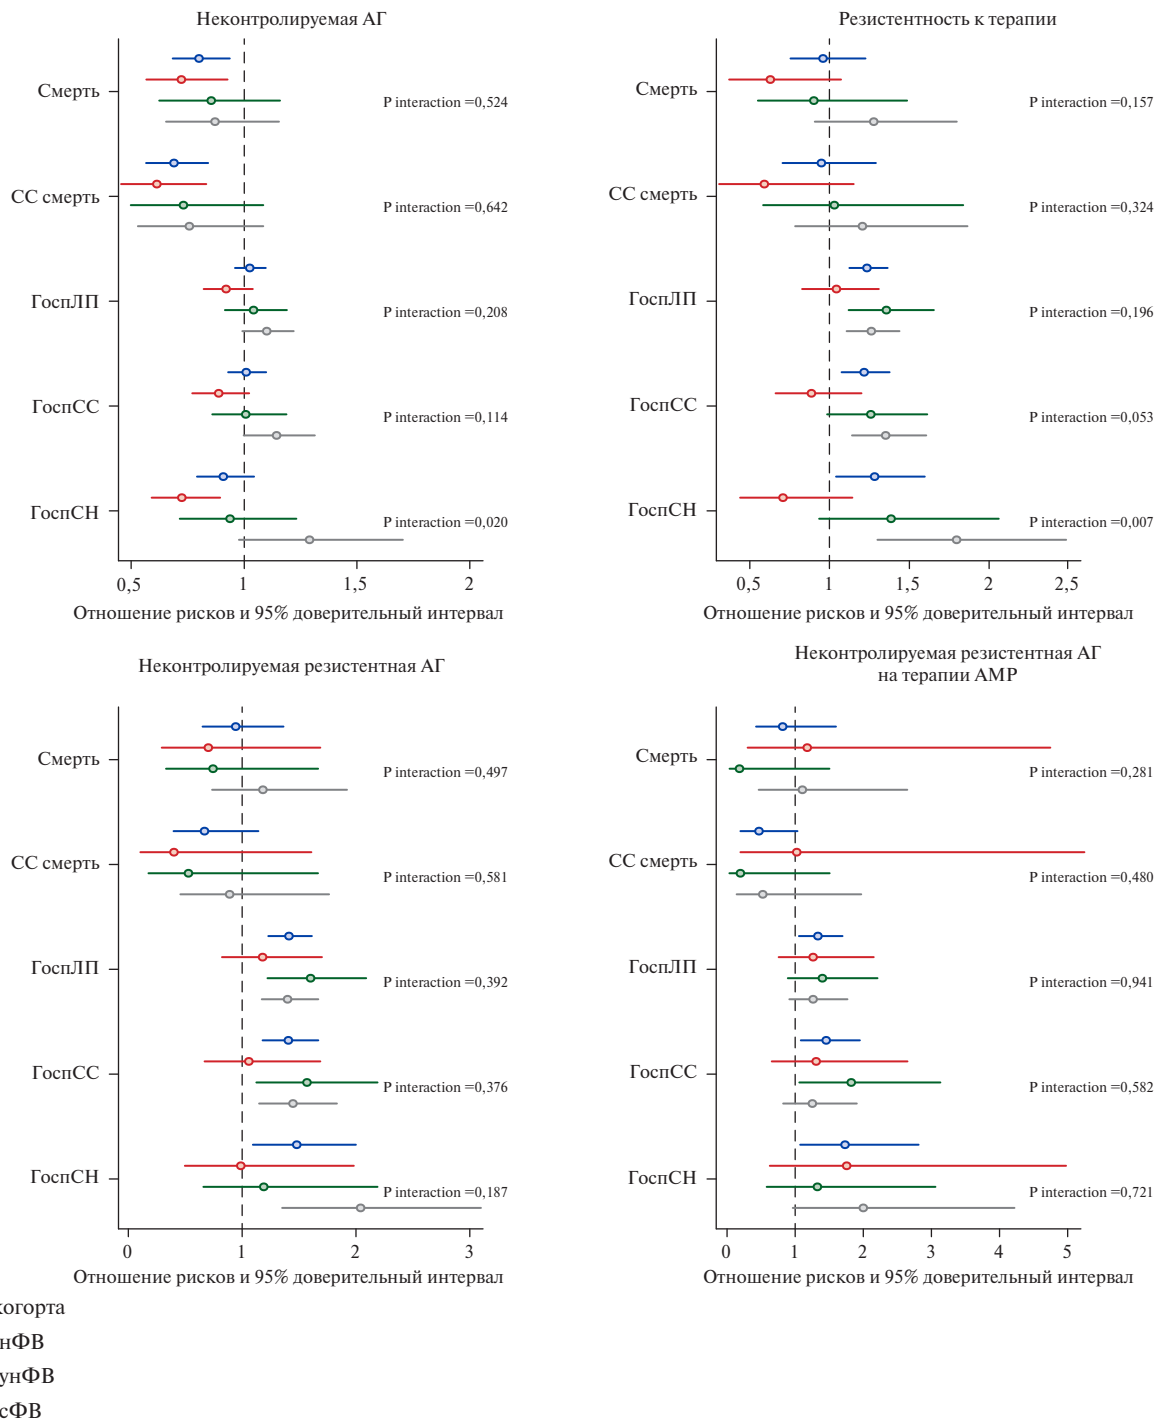 Неконтролируемая АГ
Смерть
P interaction =0,524
СС смерть
P interaction =0,642
ГоспЛП
P interaction =0,208
ГоспСС
P interaction =0,114
ГоспСН
P interaction =0,020
0,5 1 1,5 2
Отношение рисков и 95% доверительный интервал
Резистентность к терапии
Смерть
P interaction =0,157
СС смерть
P interaction =0,324
ГоспЛП
P interaction =0,196
ГоспСС
P interaction =0,053
ГоспСН
P interaction =0,007
0,5 1 1,5 2 2,5
Отношение рисков и 95% доверительный интервал
Неконтролируемая резистентная АГ
Смерть
P interaction =0,497
СС смерть
P interaction =0,581
ГоспЛП
P interaction =0,392
ГоспСС
P interaction =0,376
ГоспСН
P interaction =0,187
0 1 2 3
Отношение рисков и 95% доверительный интервал
Неконтролируемая резистентная АГ
на терапии АМР
Смерть
P interaction =0,281
СС смерть
P interaction =0,480
ГоспЛП
P interaction =0,941
ГоспСС
P interaction =0,582
ГоспСН
P interaction =0,721
0 1 2 3 4 5
Отношение рисков и 95% доверительный интервал
когорта
нФВ
унФВ
сФВ